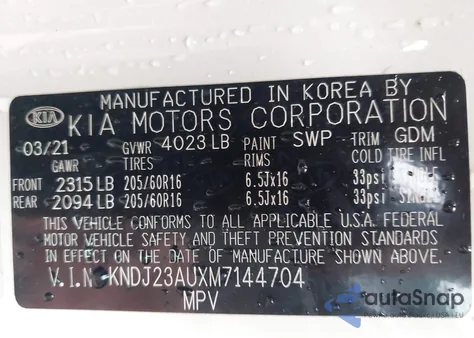 MANUFACTURED IN KOREA BY
KIA KIA MOTORS CORPORATION
03/21 GVWR 4023 LB PAINT SWP TRIM GDM
GAWR TIRES RIMS COLD TIRE INFL
FRONT 2315 LB 205/60R16 6.5Jx16 33psi
REAR 2094 LB 205/60R16 6.5Jx16 33psi
THIS VEHICLE CONFORMS TO ALL APPLICABLE U.S.A. FEDERAL
MOTOR VEHICLE SAFETY AND THEFT PREVENTION STANDARDS
IN EFFECT ON THE DATE OF MANUFACTURE SHOWN ABOVE.
V.I.N. KNDJ23AUXM7144704
MPV
autoSnap